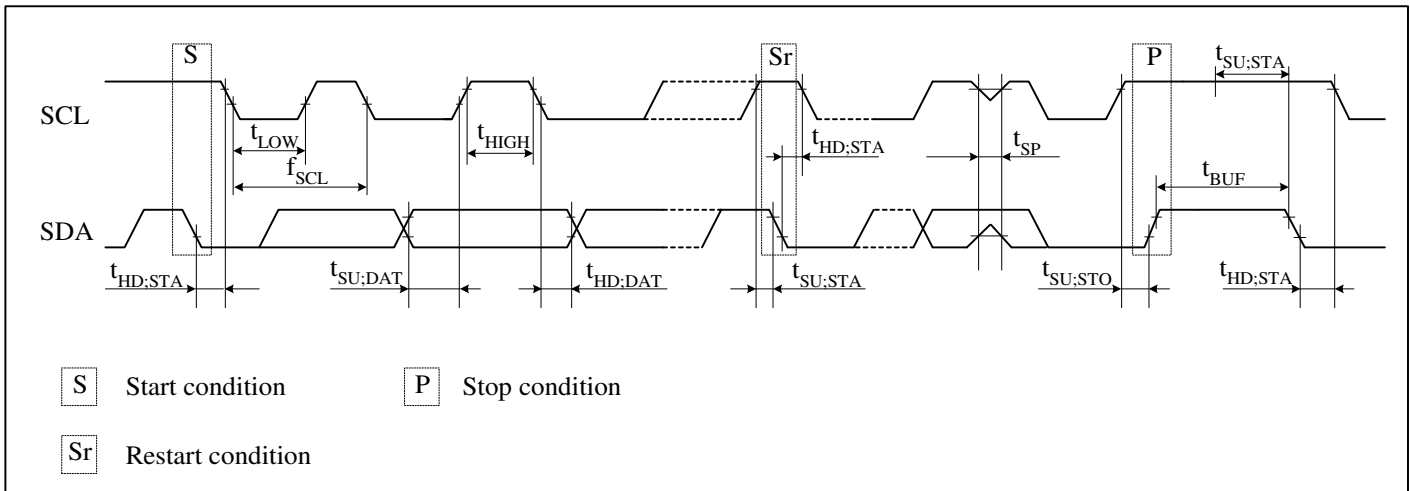 S
Sr
P
tSU;STA
SCL
tLOW
tHIGH
tHD;STA
tSP
fSCL
tBUF
SDA
tHD;STA
tSU;DAT
tHD;DAT
tSU;STA
tSU;STO
tHD;STA
S Start condition
P Stop condition
Sr Restart condition